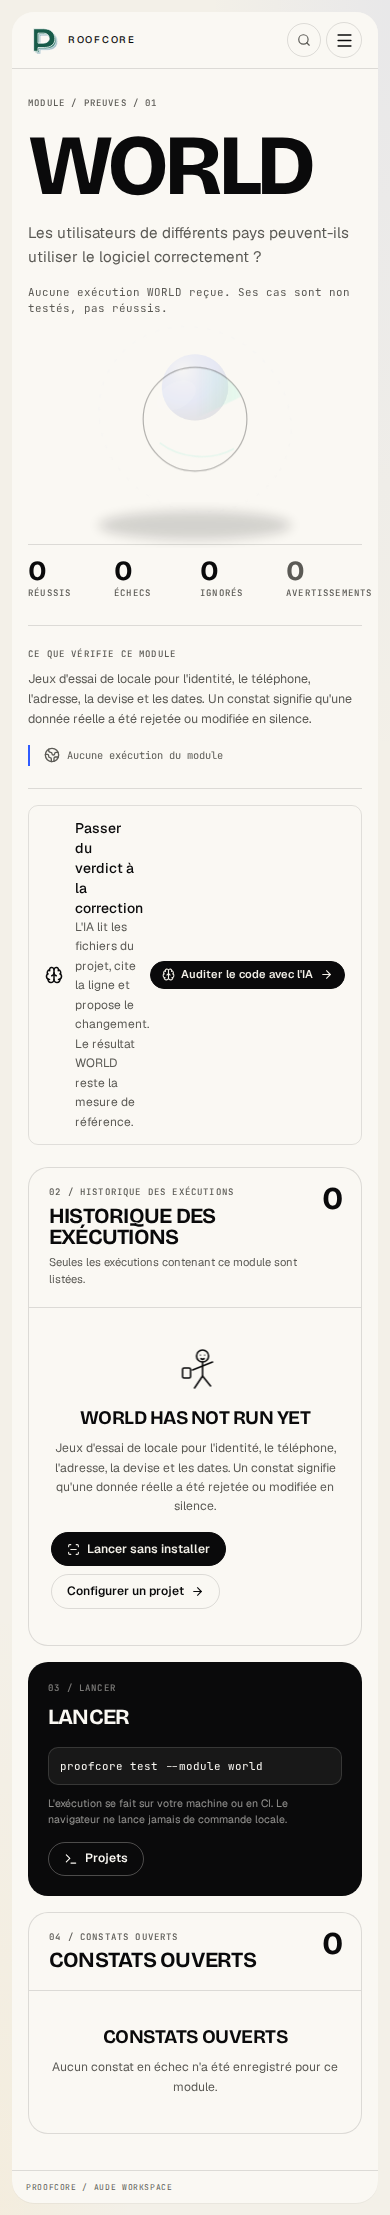 ROOFCORE
MODULE / PREUVES / 01
WORLD
Les utilisateurs de différents pays peuvent-ils
utiliser le logiciel correctement ?
Aucune exécution WORLD reçue. Ses cas sont non
testés, pas réussis.
0 0 0 0
RÉUSSIS ÉCHECS IGNORÉS AVERTISSEMENTS
CE QUE VÉRIFIE CE MODULE
Jeux d'essai de locale pour l'identité, le téléphone,
l'adresse, la devise et les dates. Un constat signifie qu'une
donnée réelle a été rejetée ou modifiée en silence.
Aucune exécution du module
Passer
du
verdict à
la
correction
L'IA lit les
fichiers du
projet, cite
la ligne et
propose le
changement.
Le résultat
WORLD
reste la
mesure de
référence.
Auditer le code avec l'IA
02 / HISTORIQUE DES EXÉCUTIONS
0
HISTORIQUE DES
EXÉCUTIONS
Seules les exécutions contenant ce module sont
listées.
WORLD HAS NOT RUN YET
Jeux d'essai de locale pour l'identité, le téléphone,
l'adresse, la devise et les dates. Un constat signifie
qu'une donnée réelle a été rejetée ou modifiée en
silence.
Lancer sans installer
Configurer un projet
03 / LANCER
LANCER
proofcore test --module world
L'exécution se fait sur votre machine ou en CI. Le
navigateur ne lance jamais de commande locale.
Projets
04 / CONSTATS OUVERTS
0
CONSTATS OUVERTS
CONSTATS OUVERTS
Aucun constat en échec n'a été enregistré pour ce
module.
PROOFCORE / AUDE WORKSPACE